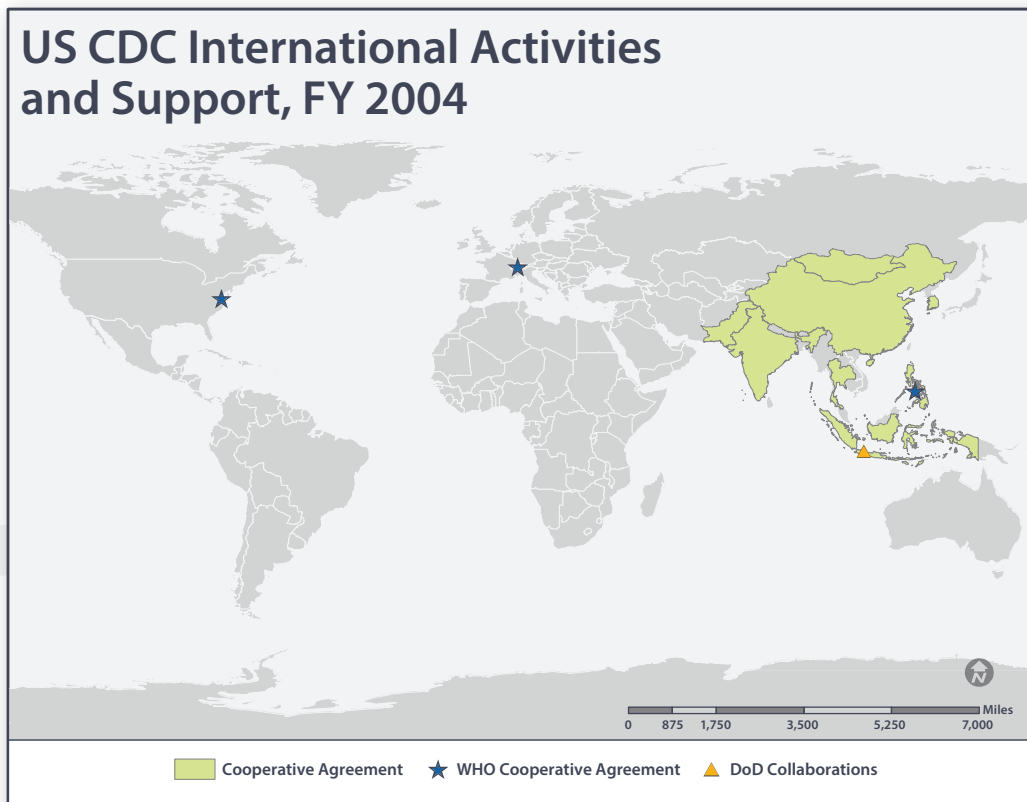 US CDC International Activities
and Support, FY 2004
N
Miles
0 875 1,750 3,500 5,250 7,000
Cooperative Agreement WHO Cooperative Agreement DoD Collaborations